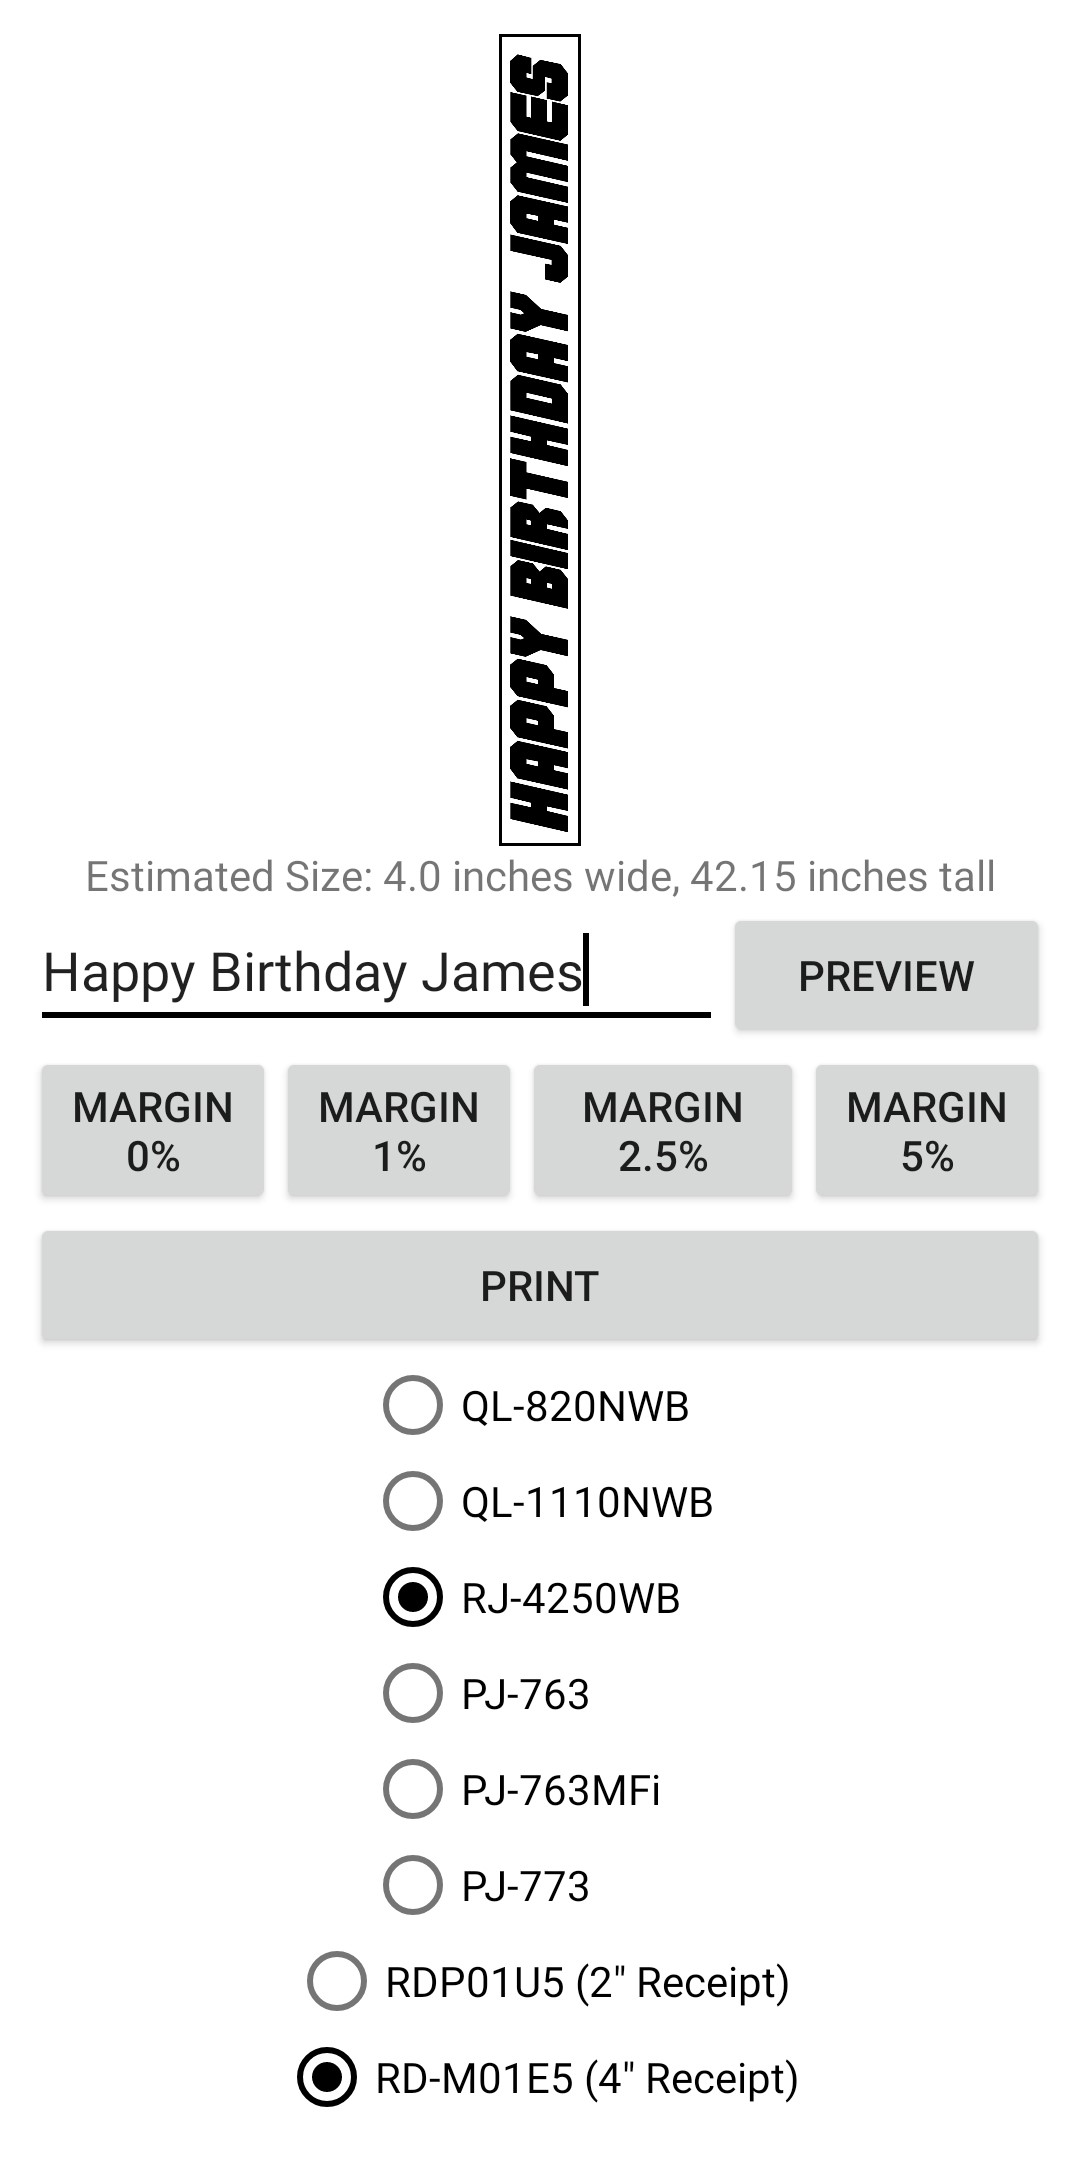 HAPPY BIRTHDAY JAMES
Estimated Size: 4.0 inches wide, 42.15 inches tall
Happy Birthday James
PREVIEW
MARGIN 0%
MARGIN 1%
MARGIN 2.5%
MARGIN 5%
PRINT
QL-820NWB
QL-1110NWB
RJ-4250WB
PJ-763
PJ-763MFi
PJ-773
RDP01U5 (2" Receipt)
RD-M01E5 (4" Receipt)